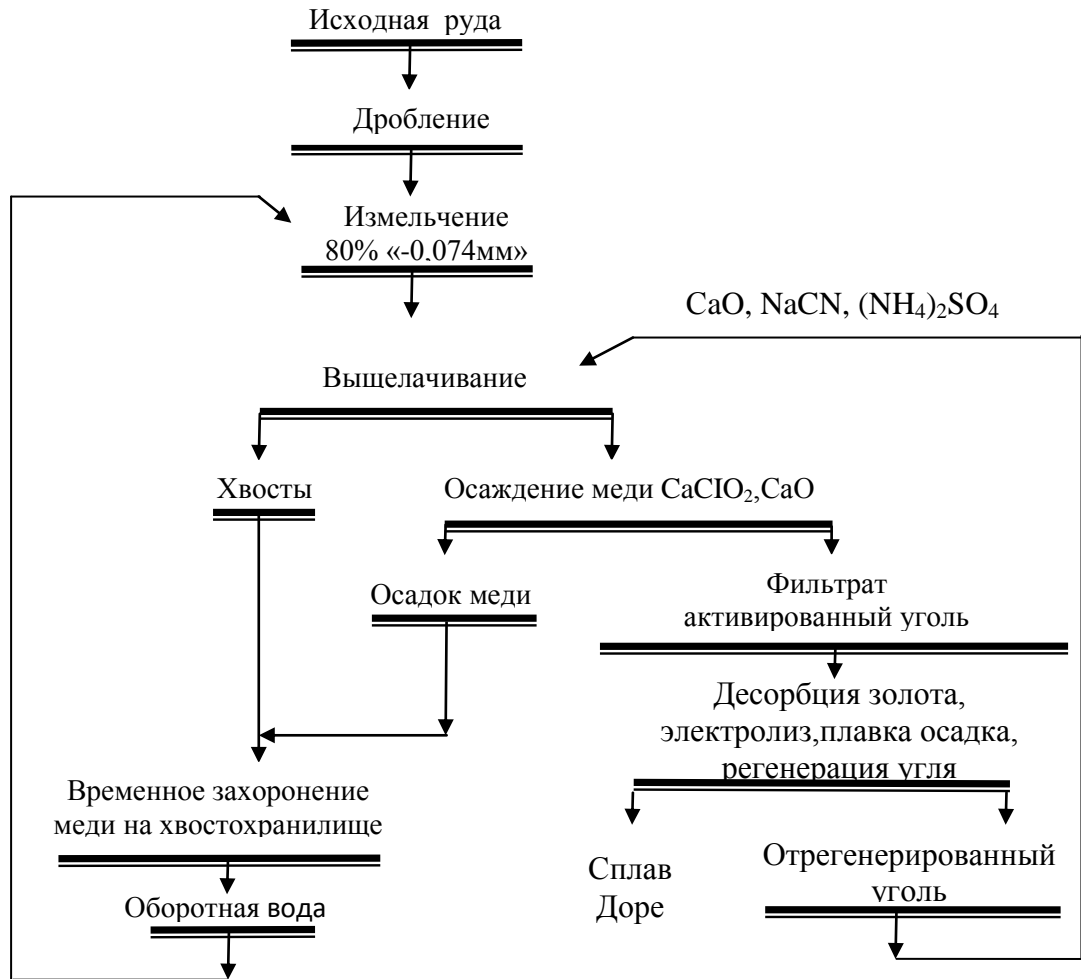 Исходная руда
Дробление
Измельчение
80% «-0,074мм»
CaO, NaCN, (NH₄)₂SO₄
Выщелачивание
Хвосты
Осаждение меди CaCIO₂,CaO
Осадок меди
Фильтрат
активированный уголь
Десорбция золота,
электролиз,плавка осадка,
регенерация угля
Временное захоронение
меди на хвостохранилище
Сплав
Доре
Отрегенерированный
уголь
Оборотная вода